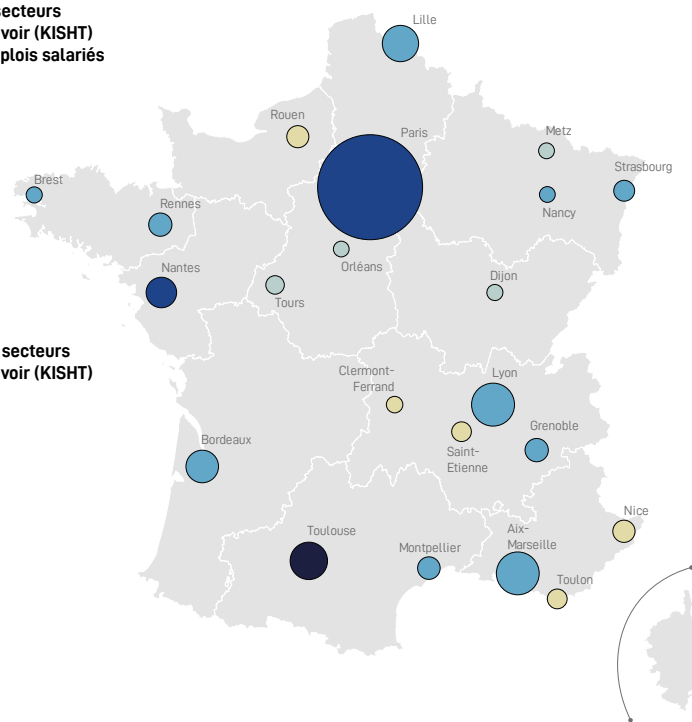 secteurs
voir (KISHT)
plois salariés
Lille
Rouen
Paris
Metz
Strasbourg
Brest
Rennes
Nancy
Nantes
Orléans
Dijon
Tours
secteurs
voir (KISHT)
Clermont-
Ferrand
Lyon
Grenoble
Bordeaux
Saint-
Etienne
Nice
Toulouse
Aix-
Marseille
Montpellier
Toulon